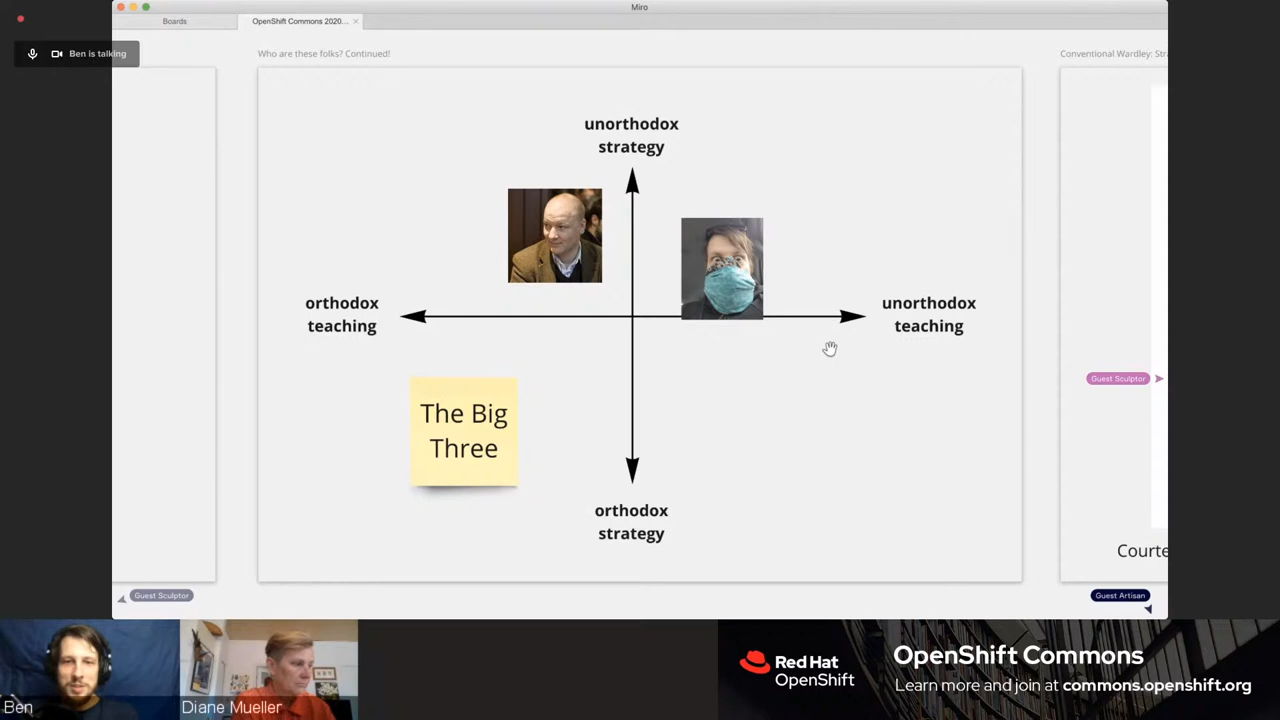 Miro
Boards
OpenShift Commons 2020...
Ben is talking
Who are these folks? Continued!
Conventional Wardley: Stra
unorthodox
strategy
orthodox
teaching
unorthodox
teaching
Guest Sculptor
The Big
Three
orthodox
strategy
Courte
Guest Sculptor
Guest Artisan
Ben
Diane Mueller
Red Hat
OpenShift
OpenShift Commons
Learn more and join at commons.openshift.org